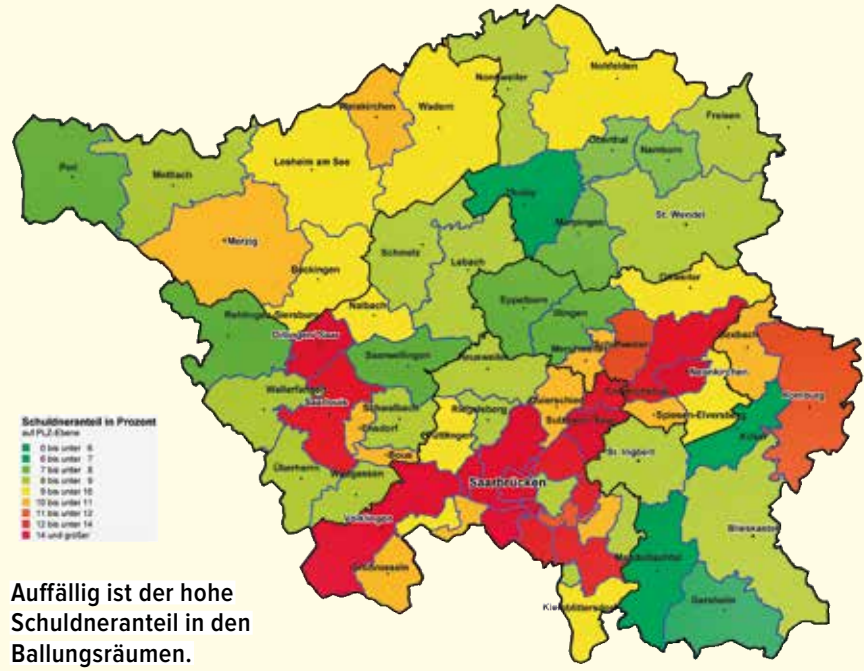 Nonnweiler
Nohfelden
Weiskirchen
Wadern
Freisen
Losheim am See
Oberthal
Namborn
Perl
Mettlach
Tholey
St. Wendel
Marpingen
Merzig
Schmelz
Lebach
Beckingen
Ottweiler
Eppelborn
Nalbach
Illingen
Rehlingen-Siersburg
Dillingen/Saar
Saarwellingen
Merchweiler
Schiffweiler
Bexbach
Heusweiler
Neunkirchen
Homburg
Wallerfangen
Saarlouis
Schwalbach
Riegelsberg
Quierschied
Spiesen-Elversberg
Ensdorf
Püttlingen
Kirkel
Bous
St. Ingbert
Überherrn
Wadgassen
Saarbrücken
Völklingen
Blieskastel
Mandelbachtal
Großrosseln
Gersheim
Kleinblittersdorf
Schuldneranteil in Prozent
auf PLZ-Ebene
0 bis unter 6
6 bis unter 7
7 bis unter 8
8 bis unter 9
9 bis unter 10
10 bis unter 11
11 bis unter 12
12 bis unter 14
14 und größer
Auffällig ist der hohe
Schuldneranteil in den
Ballungsräumen.